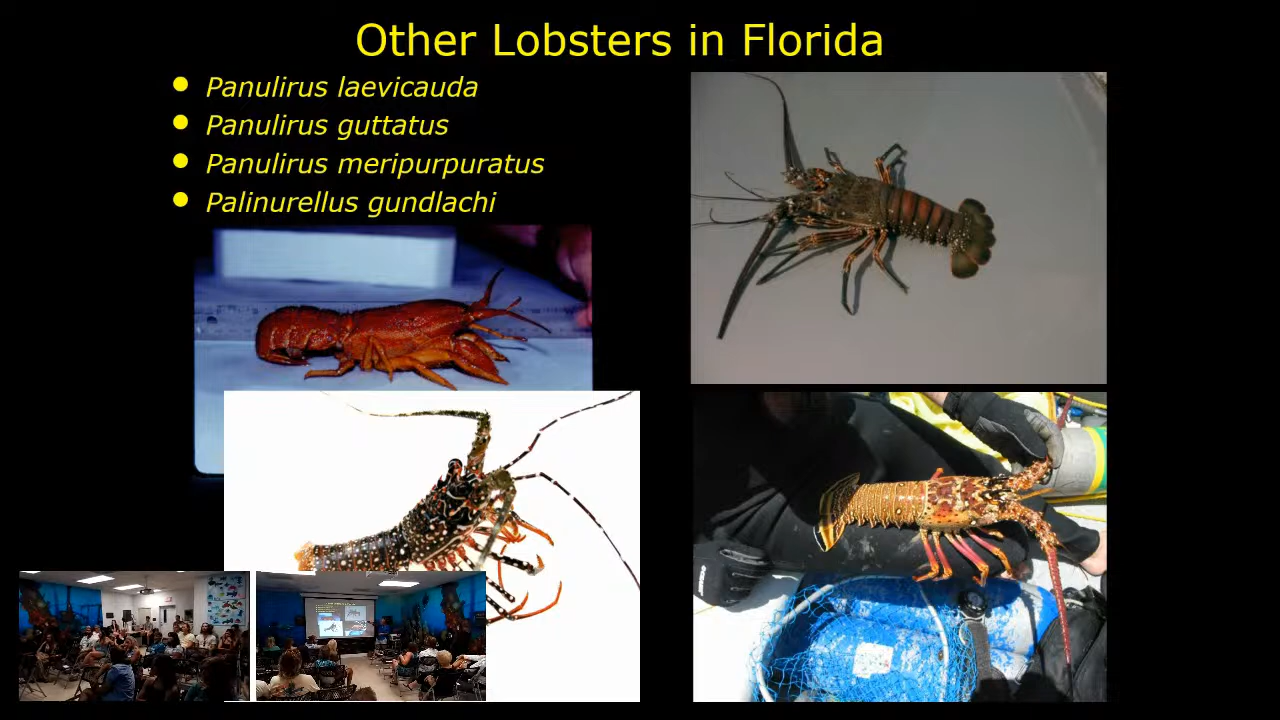 Other Lobsters in Florida
Panulirus laevicauda
Panulirus guttatus
Panulirus meripurpuratus
Palinurellus gundlachi